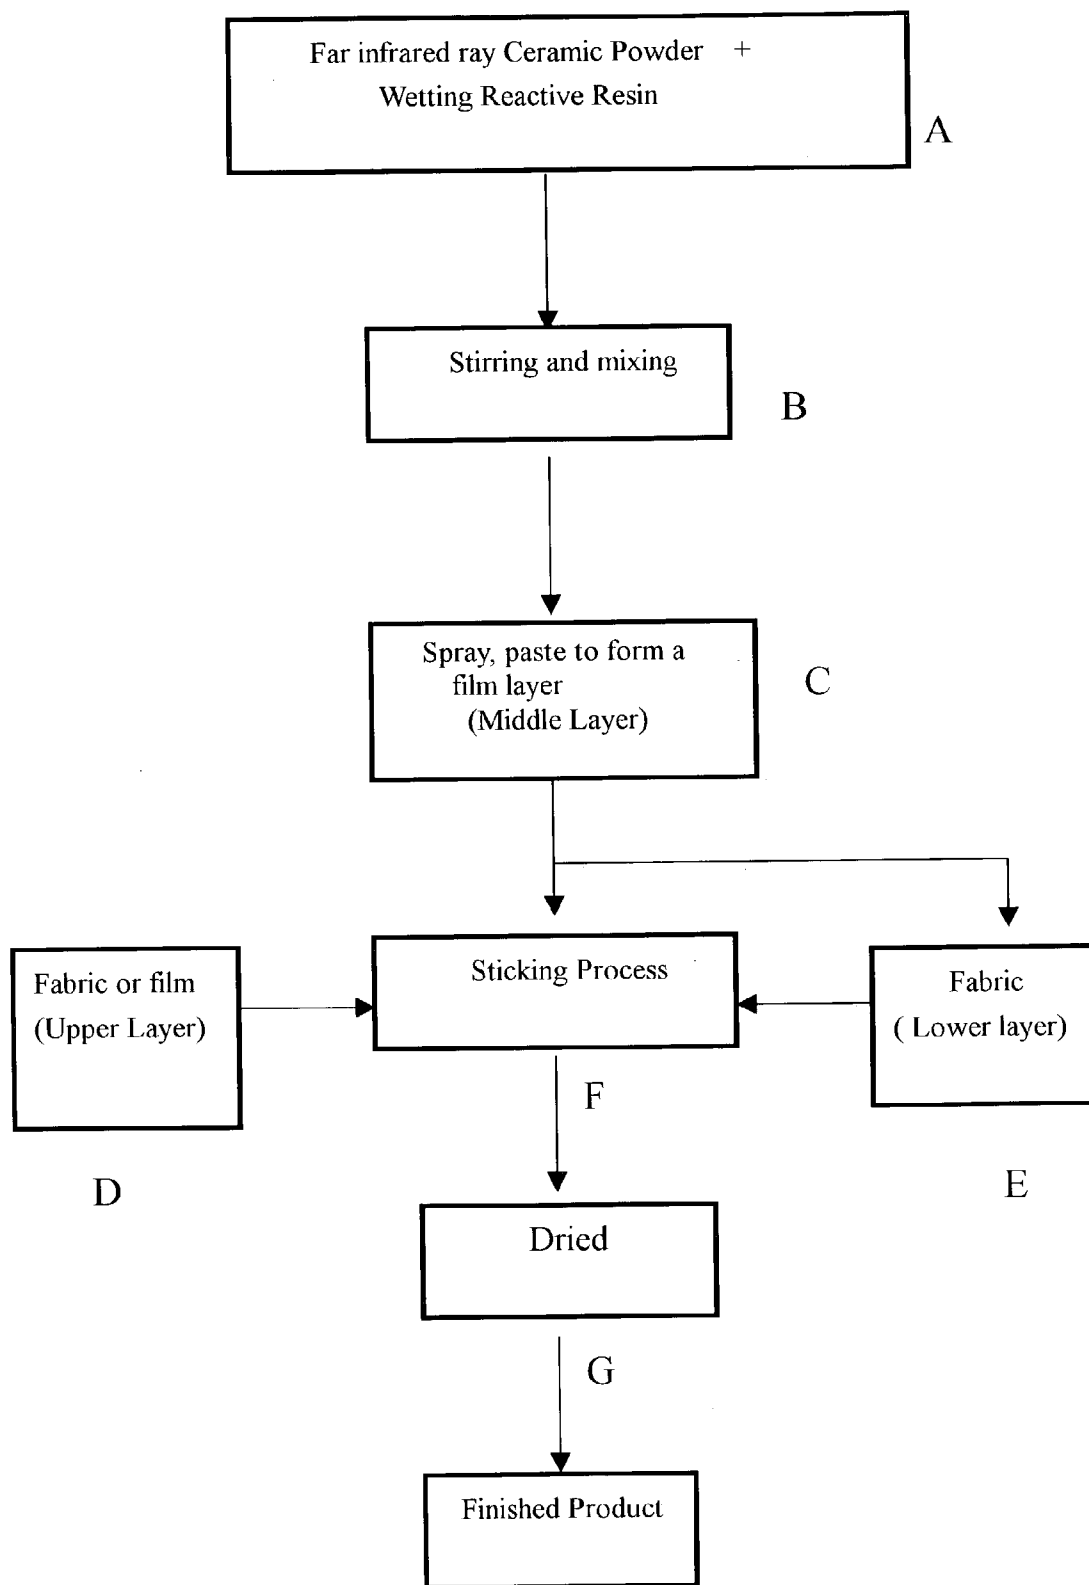 Far infrared ray Ceramic Powder +
Wetting Reactive Resin
A
Stirring and mixing
B
Spray, paste to form a
film layer
(Middle Layer)
C
Fabric or film
(Upper Layer)
D
Sticking Process
F
Fabric
( Lower layer)
E
Dried
G
Finished Product